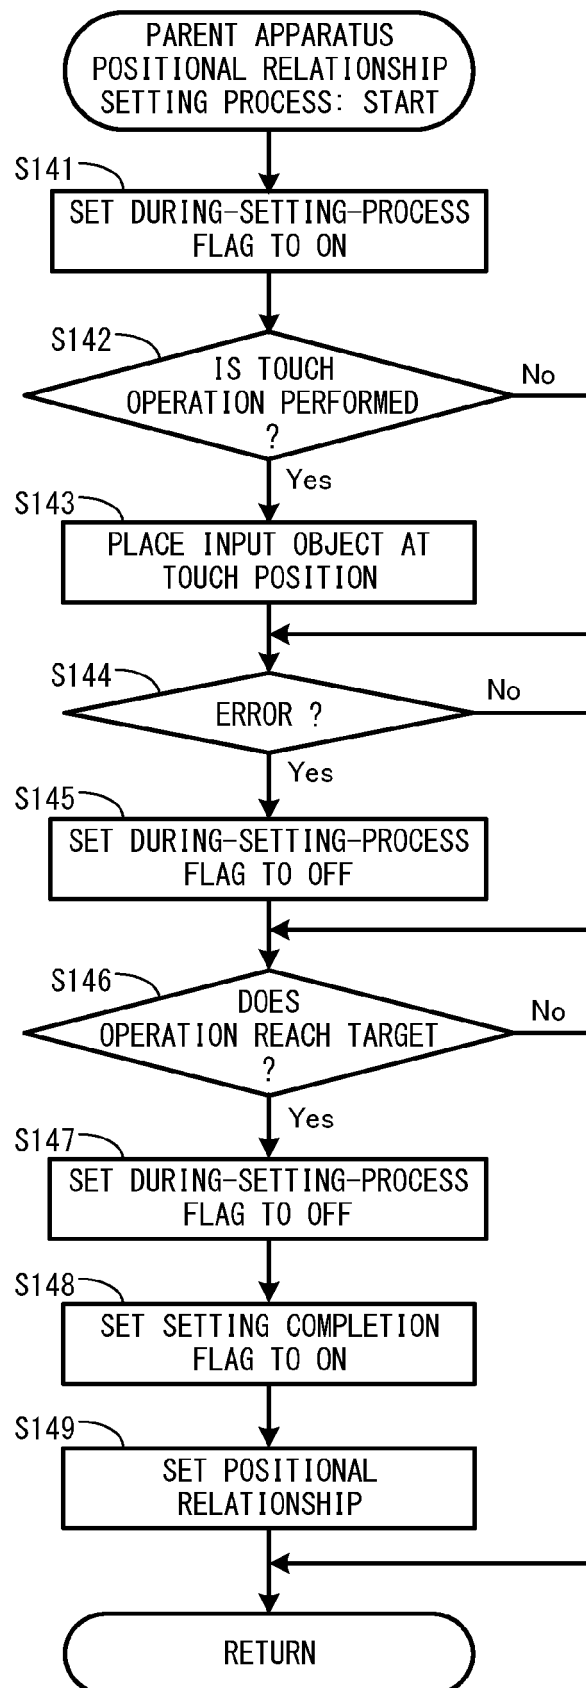 PARENT APPARATUS
POSITIONAL RELATIONSHIP
SETTING PROCESS: START
S141
SET DURING-SETTING-PROCESS
FLAG TO ON
S142
IS TOUCH
OPERATION PERFORMED
?
No
Yes
S143
PLACE INPUT OBJECT AT
TOUCH POSITION
S144
ERROR ?
No
Yes
S145
SET DURING-SETTING-PROCESS
FLAG TO OFF
S146
DOES
OPERATION REACH TARGET
?
No
Yes
S147
SET DURING-SETTING-PROCESS
FLAG TO OFF
S148
SET SETTING COMPLETION
FLAG TO ON
S149
SET POSITIONAL
RELATIONSHIP
RETURN